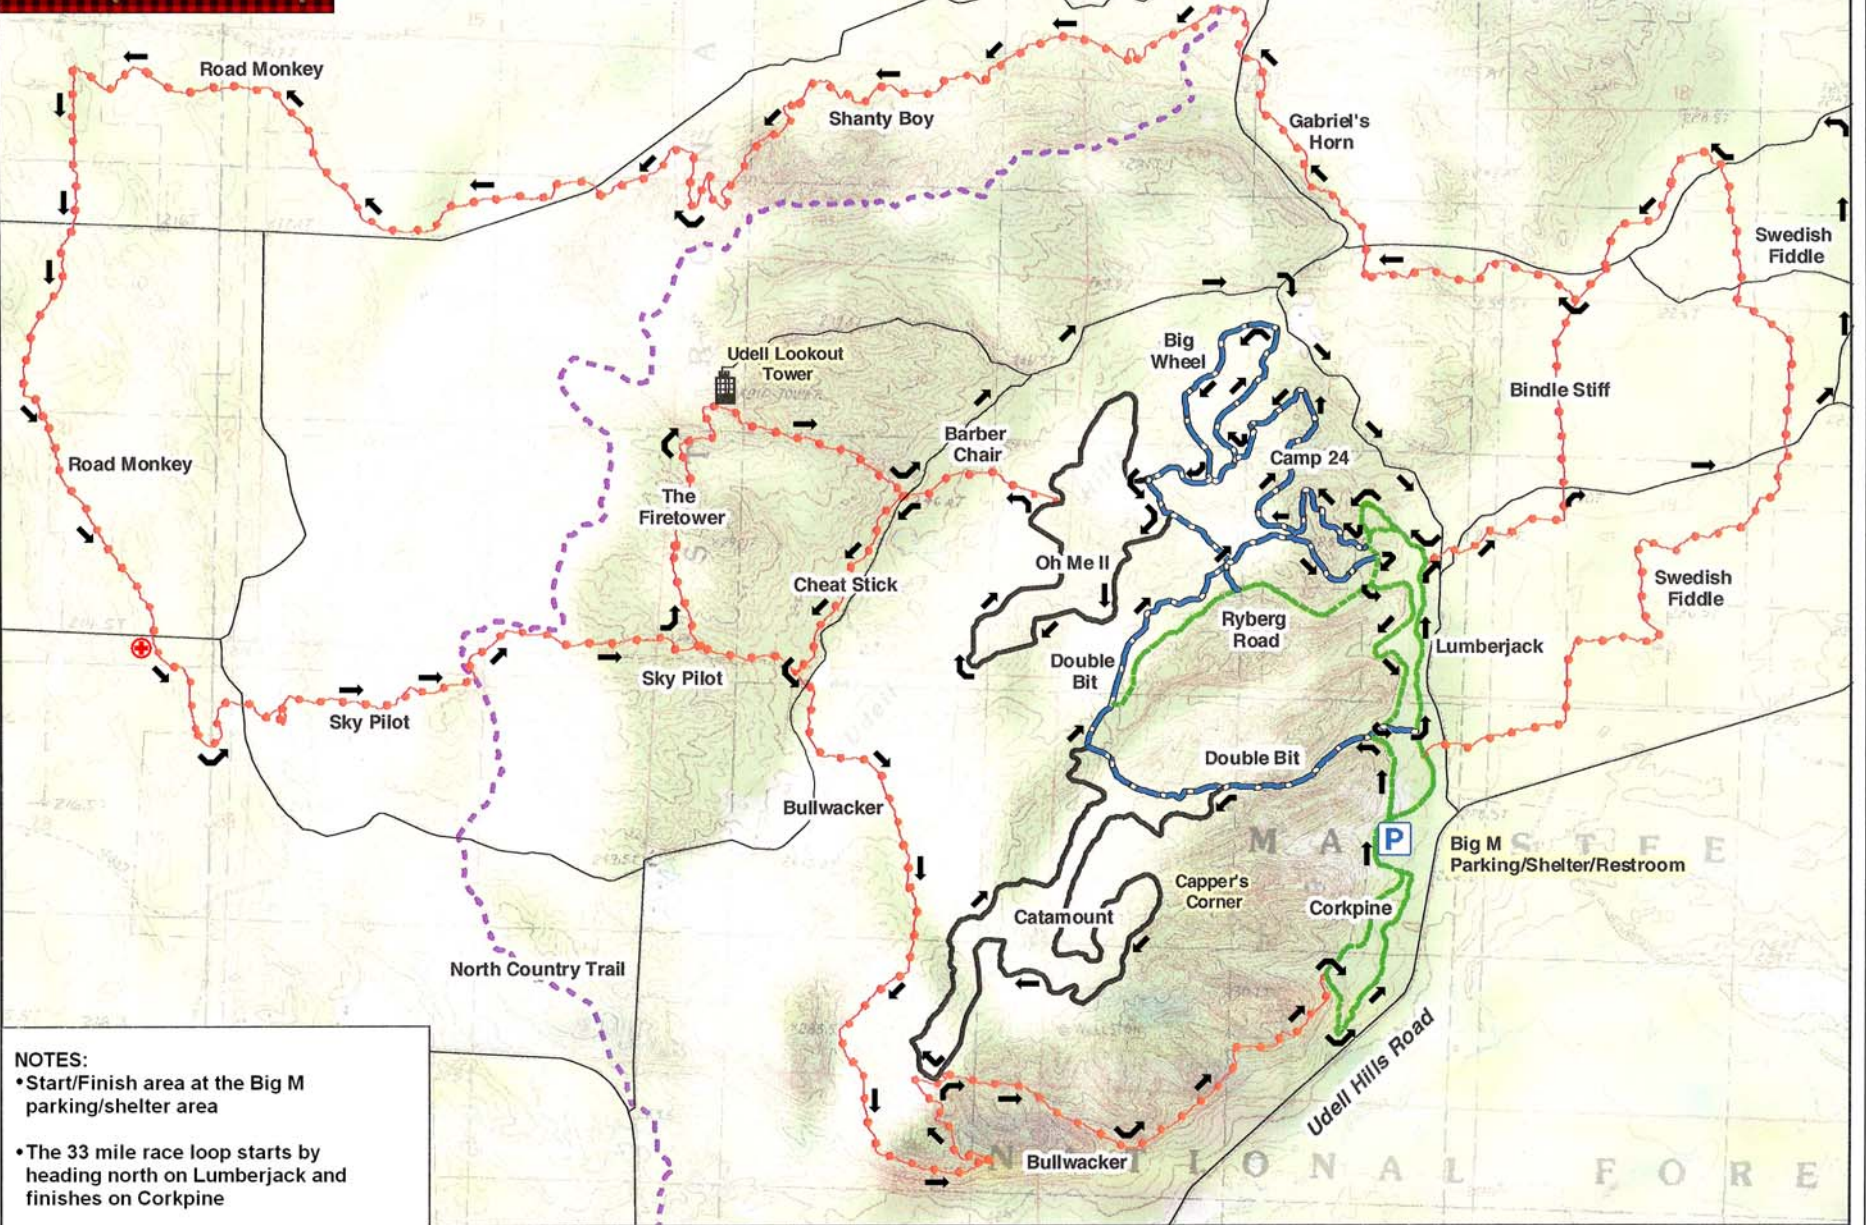 Road Monkey
Shanty Boy
Gabriel's
Horn
Swedish
Fiddle
Big
Wheel
Udell Lookout
Tower
Bindle Stiff
Barber
Chair
Camp 24
Road Monkey
The
Firetower
Oh Me II
Cheat Stick
Swedish
Fiddle
Ryberg
Road
Lumberjack
Double
Bit
Sky Pilot
Sky Pilot
Double Bit
Bullwacker
M A S T E E
P
Big M
Parking/Shelter/Restroom
Capper's
Corner
Catamount
Corkpine
North Country Trail
Udell Hills Road
NOTES:
•Start/Finish area at the Big M
parking/shelter area
•The 33 mile race loop starts by
heading north on Lumberjack and
finishes on Corkpine
Bullwacker
N T I O N A L F O R E